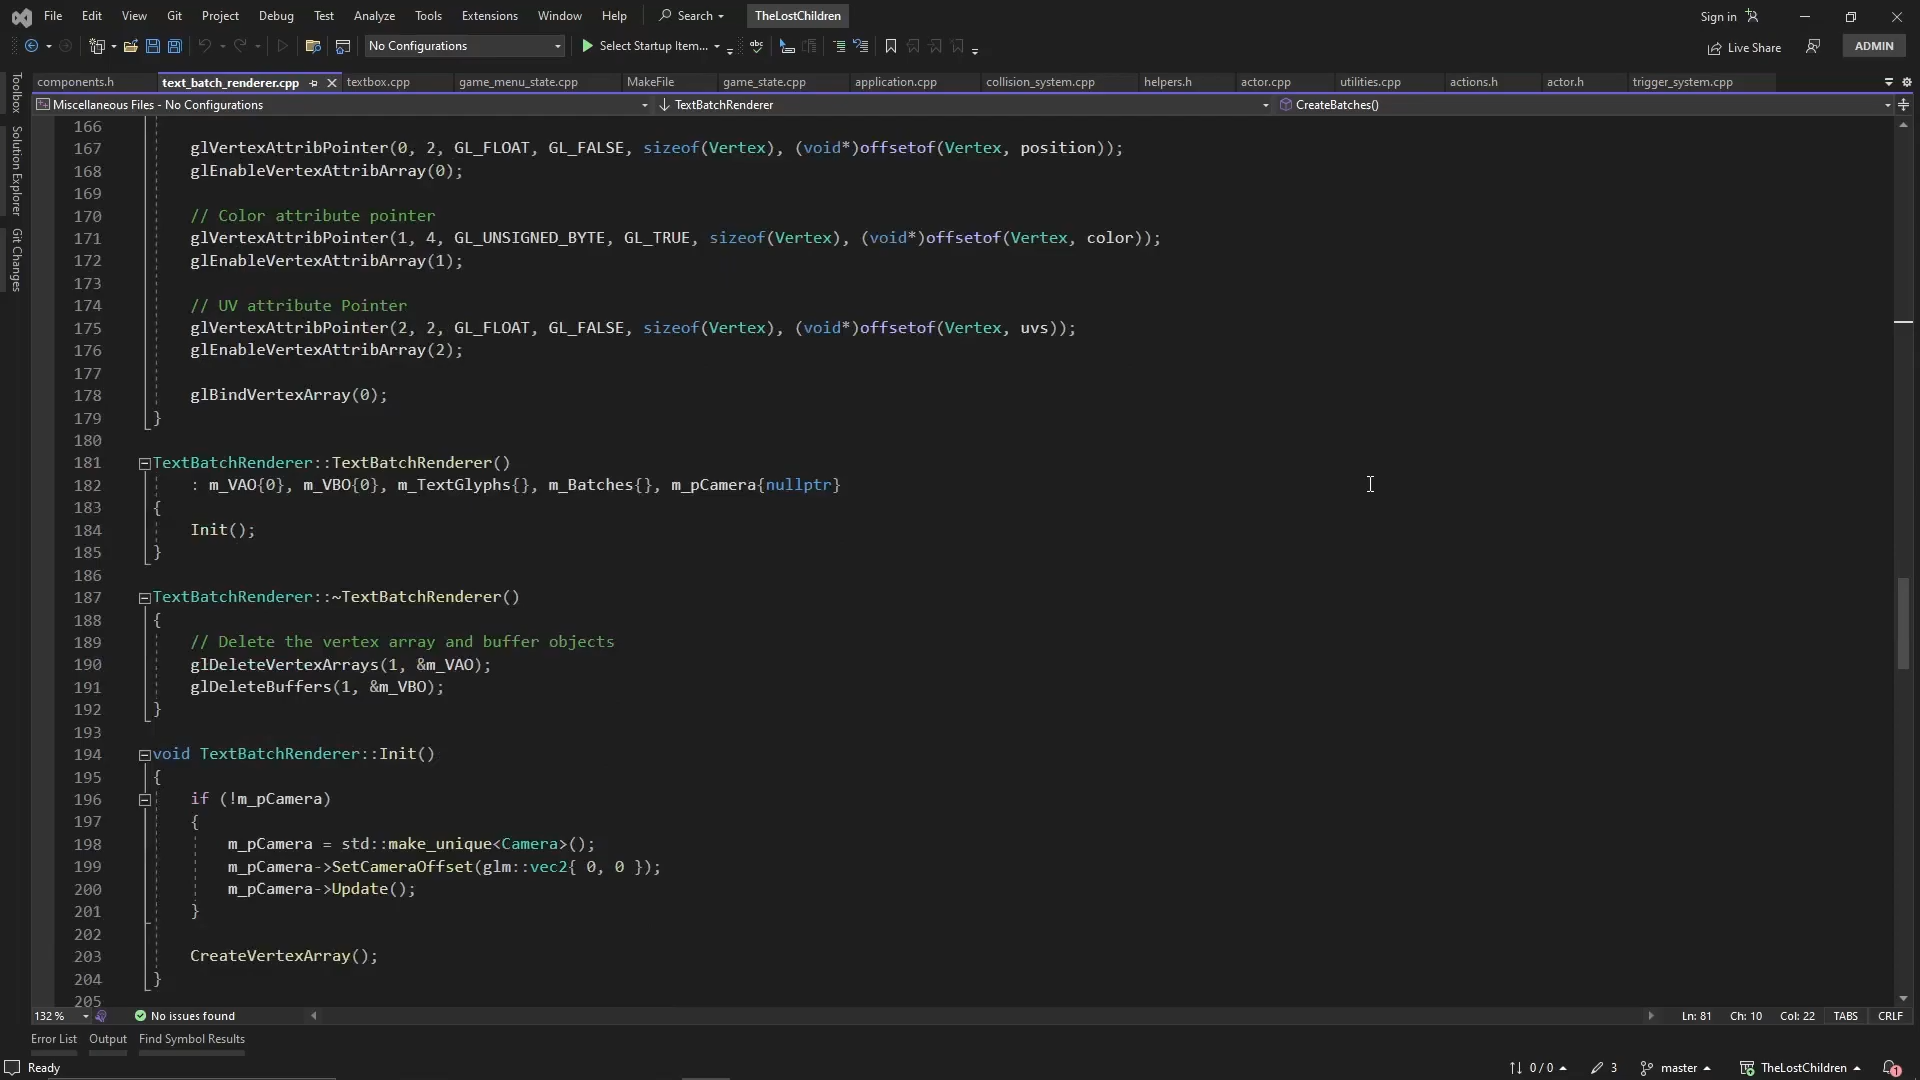 File Edit View Git Project Debug Test Analyze Tools Extensions Window Help Search TheLostChildren Sign in
No Configurations Select Startup Item... Live Share ADMIN
components.h text_batch_renderer.cpp textbox.cpp game_menu_state.cpp MakeFile game_state.cpp application.cpp collision_system.cpp helpers.h actor.cpp utilities.cpp actions.h actor.h trigger_system.cpp
Miscellaneous Files - No Configurations TextBatchRenderer CreateBatches()
Toolbox
Solution Explorer
Git Changes
166
167 glVertexAttribPointer(0, 2, GL_FLOAT, GL_FALSE, sizeof(Vertex), (void*)offsetof(Vertex, position));
168 glEnableVertexAttribArray(0);
169
170 // Color attribute pointer
171 glVertexAttribPointer(1, 4, GL_UNSIGNED_BYTE, GL_TRUE, sizeof(Vertex), (void*)offsetof(Vertex, color));
172 glEnableVertexAttribArray(1);
173
174 // UV attribute Pointer
175 glVertexAttribPointer(2, 2, GL_FLOAT, GL_FALSE, sizeof(Vertex), (void*)offsetof(Vertex, uvs));
176 glEnableVertexAttribArray(2);
177
178 glBindVertexArray(0);
179 }
180
181 TextBatchRenderer::TextBatchRenderer()
182 : m_VAO{0}, m_VBO{0}, m_TextGlyphs{}, m_Batches{}, m_pCamera{nullptr}
183 {
184 Init();
185 }
186
187 TextBatchRenderer::~TextBatchRenderer()
188 {
189 // Delete the vertex array and buffer objects
190 glDeleteVertexArrays(1, &m_VAO);
191 glDeleteBuffers(1, &m_VBO);
192 }
193
194 void TextBatchRenderer::Init()
195 {
196 if (!m_pCamera)
197 {
198 m_pCamera = std::make_unique<Camera>();
199 m_pCamera->SetCameraOffset(glm::vec2{ 0, 0 });
200 m_pCamera->Update();
201 }
202
203 CreateVertexArray();
204 }
205
132 % No issues found Ln: 81 Ch: 10 Col: 22 TABS CRLF
Error List Output Find Symbol Results
Ready 0 / 0 3 master TheLostChildren 1